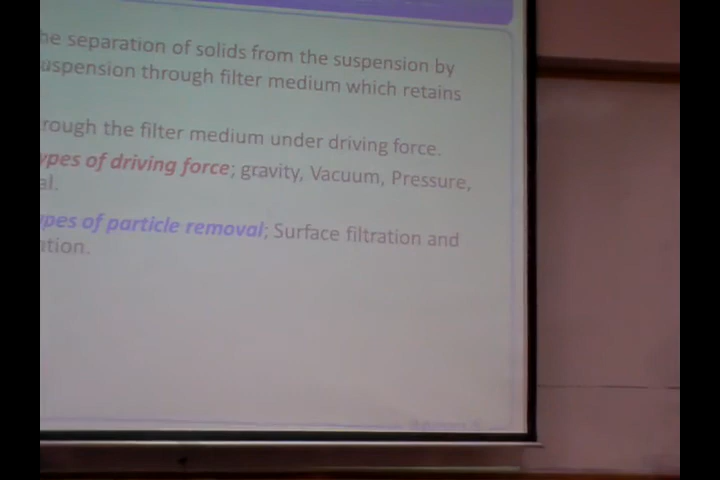 he separation of solids from the suspension by
uspension through filter medium which retains
rough the filter medium under driving force.
ypes of driving force; gravity, Vacuum, Pressure,
al.
ypes of particle removal; Surface filtration and
ation.